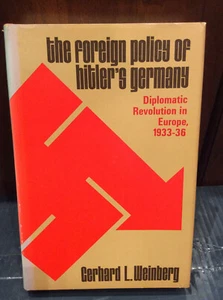 the foreign policy of
hitler's germany
Diplomatic
Revolution in
Europe,
1933-36
Gerhard L. Weinberg